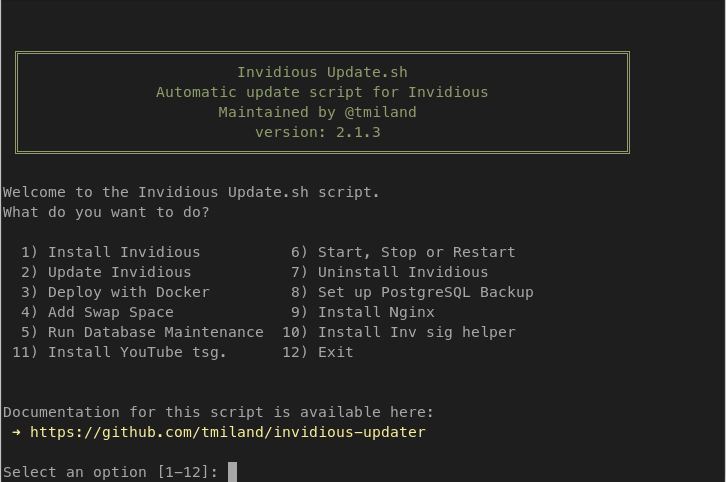 Invidious Update.sh
Automatic update script for Invidious
Maintained by @tmiland
version: 2.1.3
Welcome to the Invidious Update.sh script.
What do you want to do?
1) Install Invidious 6) Start, Stop or Restart
2) Update Invidious 7) Uninstall Invidious
3) Deploy with Docker 8) Set up PostgreSQL Backup
4) Add Swap Space 9) Install Nginx
5) Run Database Maintenance 10) Install Inv sig helper
11) Install YouTube tsg. 12) Exit
Documentation for this script is available here:
➜ https://github.com/tmiland/invidious-updater
Select an option [1-12]: